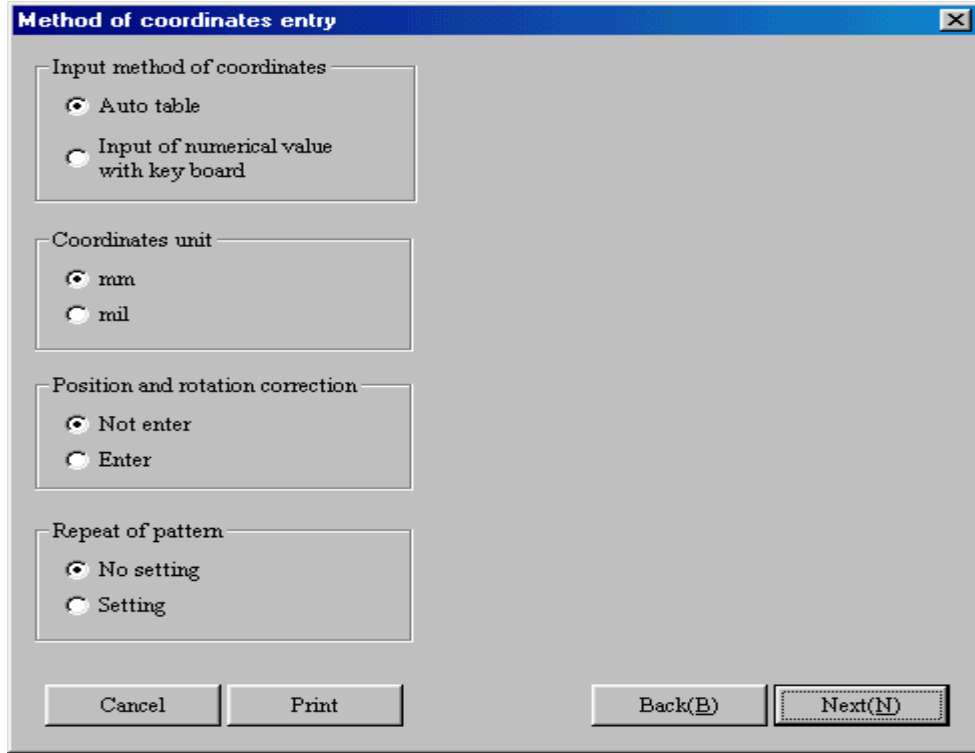 Method of coordinates entry
Input method of coordinates
Auto table
Input of numerical value
with key board
Coordinates unit
mm
mil
Position and rotation correction
Not enter
Enter
Repeat of pattern
No setting
Setting
Cancel
Print
Back(B)
Next(N)